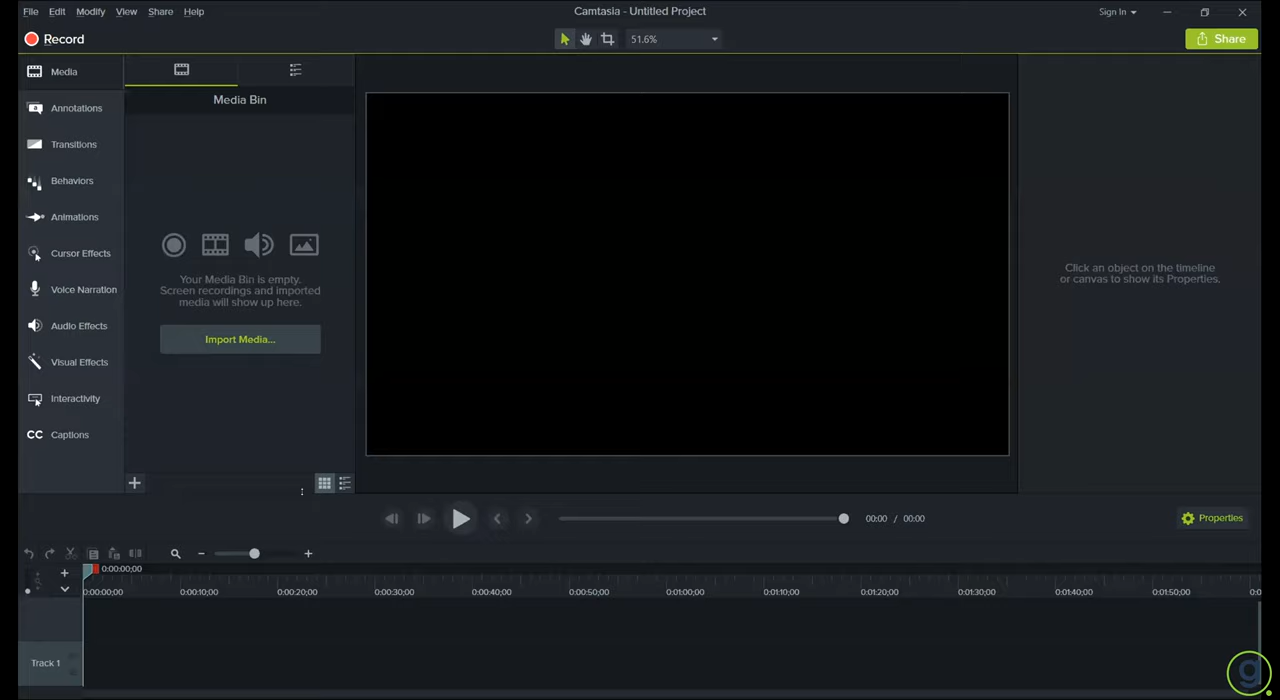 File Edit Modify View Share Help
Camtasia - Untitled Project
Sign In
Record
51.6%
Share
Media
Annotations
Transitions
Behaviors
Animations
Cursor Effects
Voice Narration
Audio Effects
Visual Effects
Interactivity
CC Captions
Media Bin
Your Media Bin is empty.
Screen recordings and imported
media will show up here.
Import Media...
Click an object on the timeline
or canvas to show its Properties.
00:00 / 00:00
Properties
0:00:00;00
0:00:00;00 0:00:10;00 0:00:20;00 0:00:30;00 0:00:40;00 0:00:50;00 0:01:00;00 0:01:10;00 0:01:20;00 0:01:30;00 0:01:40;00 0:01:50;00 0:0
Track 1
g